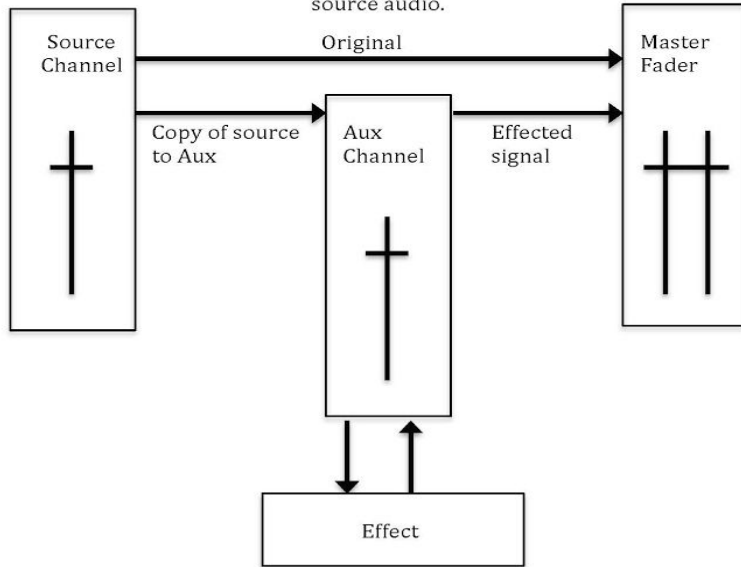 source audio.
Source
Channel
Original
Master
Fader
Copy of source
to Aux
Aux
Channel
Effected
signal
Effect